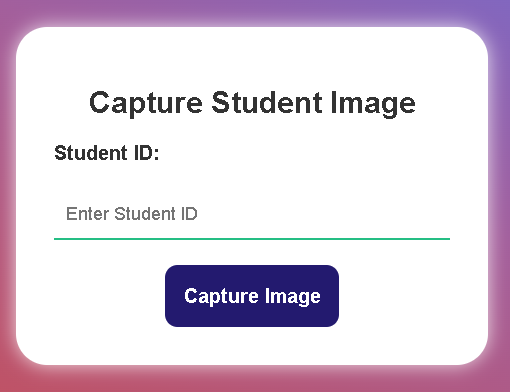 Capture Student Image
Student ID:
Enter Student ID
Capture Image